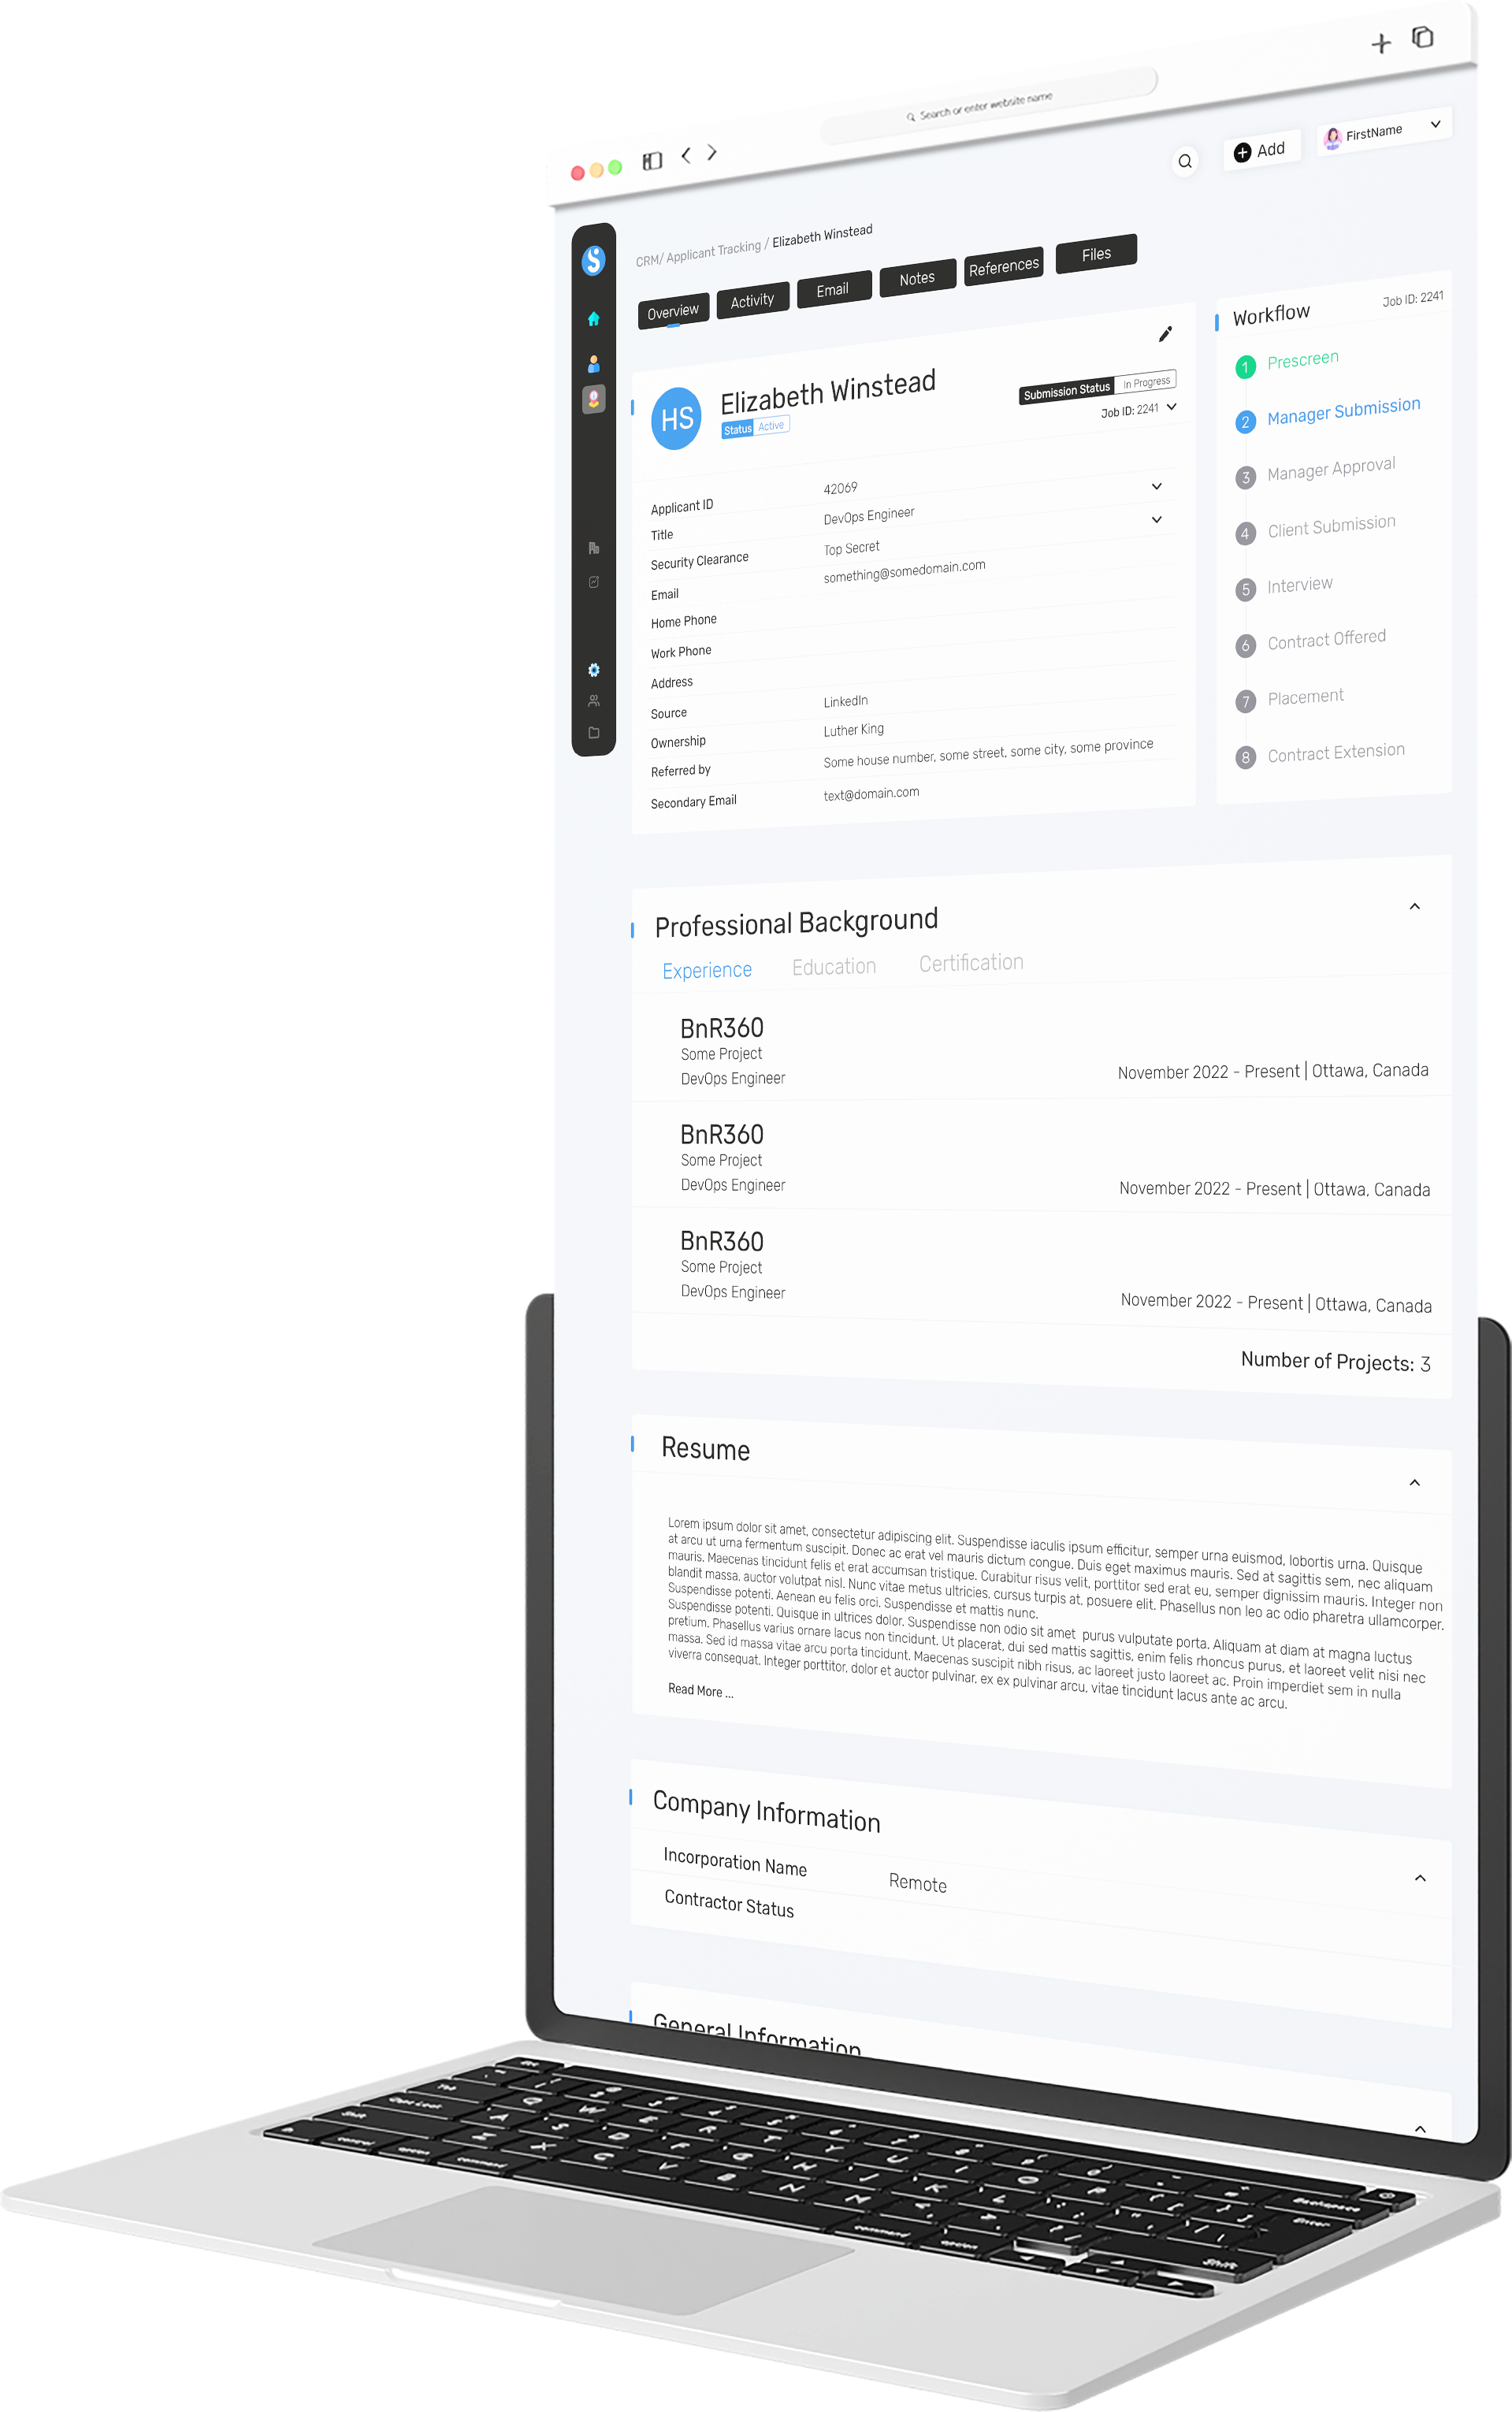 Search or enter website name
Add
FirstName
CRM/ Applicant Tracking / Elizabeth Winstead
Overview
Activity
Email
Notes
References
Files
HS
Elizabeth Winstead
Status Active
Submission Status In Progress
Job ID: 2241
Applicant ID 42069
Title DevOps Engineer
Security Clearance Top Secret
Email something@somedomain.com
Home Phone
Work Phone
Address
Source LinkedIn
Ownership Luther King
Referred by Some house number, some street, some city, some province
Secondary Email text@domain.com
Workflow Job ID: 2241
1 Prescreen
2 Manager Submission
3 Manager Approval
4 Client Submission
5 Interview
6 Contract Offered
7 Placement
8 Contract Extension
Professional Background
Experience Education Certification
BnR360
Some Project
DevOps Engineer
November 2022 - Present | Ottawa, Canada
BnR360
Some Project
DevOps Engineer
November 2022 - Present | Ottawa, Canada
BnR360
Some Project
DevOps Engineer
November 2022 - Present | Ottawa, Canada
Number of Projects: 3
Resume
Lorem ipsum dolor sit amet, consectetur adipiscing elit. Suspendisse iaculis ipsum efficitur, semper urna euismod, lobortis urna. Quisque
at arcu ut urna fermentum suscipit. Donec ac erat vel mauris dictum congue. Duis eget maximus mauris. Sed at sagittis sem, nec aliquam
mauris. Maecenas tincidunt felis et erat accumsan tristique. Curabitur risus velit, porttitor sed erat eu, semper dignissim mauris. Integer non
blandit massa, auctor volutpat nisl. Nunc vitae metus ultricies, cursus turpis at, posuere elit. Phasellus non leo ac odio pharetra ullamcorper.
Suspendisse potenti. Aenean eu felis orci. Suspendisse et mattis nunc.
Suspendisse potenti. Quisque in ultrices dolor. Suspendisse non odio sit amet purus vulputate porta. Aliquam at diam at magna luctus
pretium. Phasellus varius ornare lacus non tincidunt. Ut placerat, dui sed mattis sagittis, enim felis rhoncus purus, et laoreet velit nisi nec
massa. Sed id massa vitae arcu porta tincidunt. Maecenas suscipit nibh risus, ac laoreet justo laoreet ac. Proin imperdiet sem in nulla
viverra consequat. Integer porttitor, dolor et auctor pulvinar, ex ex pulvinar arcu, vitae tincidunt lacus ante ac arcu.
Read More ...
Company Information
Incorporation Name Remote
Contractor Status
General Information
Q W E R T Y U I O P
Backspace
A S D F G H J K L
Enter
Z X C V B N
Shift
control option command
command option